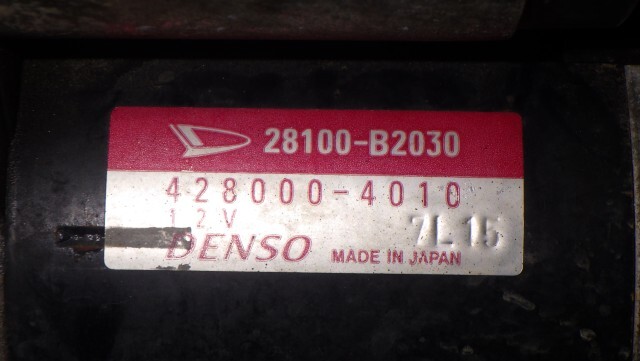 28100-B2030
428000-4010
12V 7L15
DENSO MADE IN JAPAN